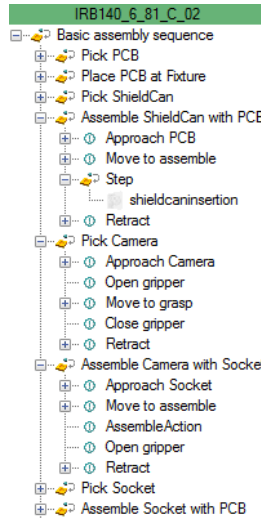 IRB140_6_81_C_02
Basic assembly sequence
Pick PCB
Place PCB at Fixture
Pick ShieldCan
Assemble ShieldCan with PCB
Approach PCB
Move to assemble
Step
shieldcaninsertion
Retract
Pick Camera
Approach Camera
Open gripper
Move to grasp
Close gripper
Retract
Assemble Camera with Socke
Approach Socket
Move to assemble
AssembleAction
Open gripper
Retract
Pick Socket
Assemble Socket with PCB